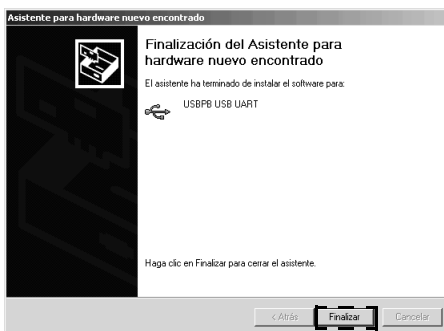 Asistente para hardware nuevo encontrado
Finalización del Asistente para
hardware nuevo encontrado
El asistente ha terminado de instalar el software para:
USBPB USB UART
Haga clic en Finalizar para cerrar el asistente.
< Atrás Finalizar Cancelar